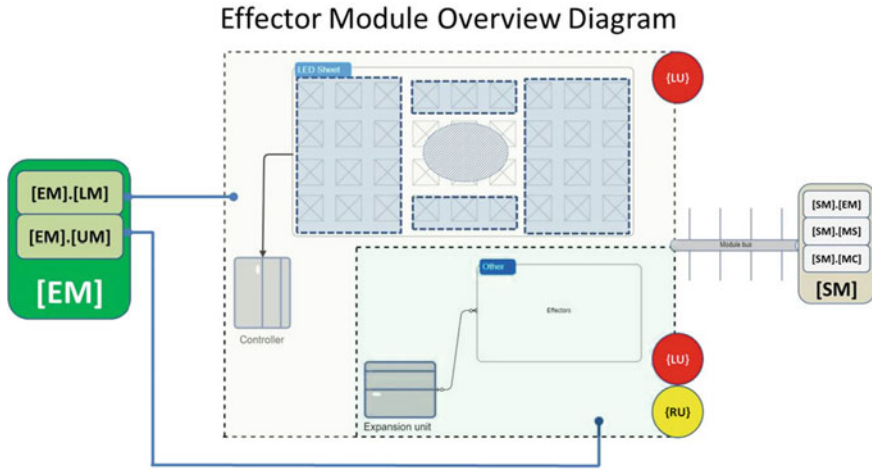 Effector Module Overview Diagram
LED Sheet
{LU}
[EM].[LM]
[EM].[UM]
[EM]
Controller
Other
Effectors
Expansion unit
Module bus
[SM].[EM]
[SM].[MS]
[SM].[MC]
[SM]
{LU}
{RU}